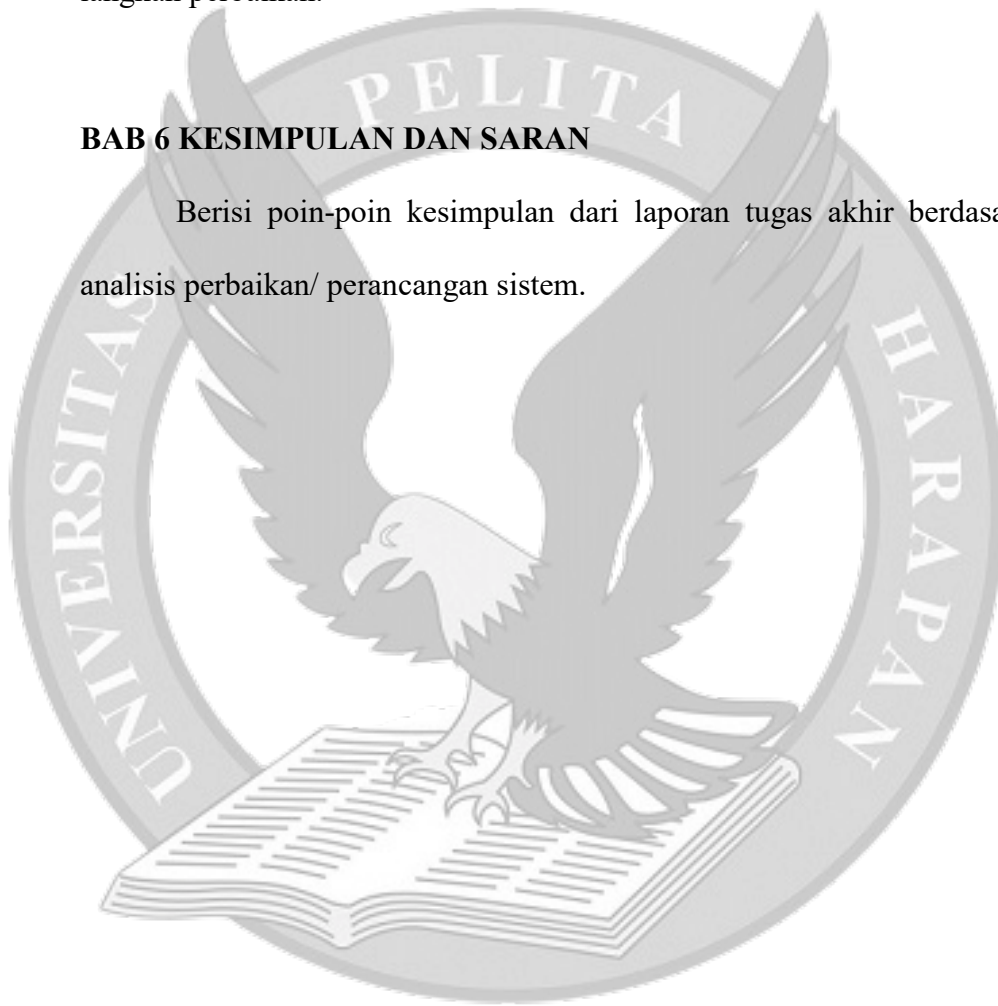 BAB 6 KESIMPULAN DAN SARAN
Berisi poin-poin kesimpulan dari laporan tugas akhir
analisis perbaikan/ perancangan sistem.
UNIVERSITAS PELITA HARAPAN